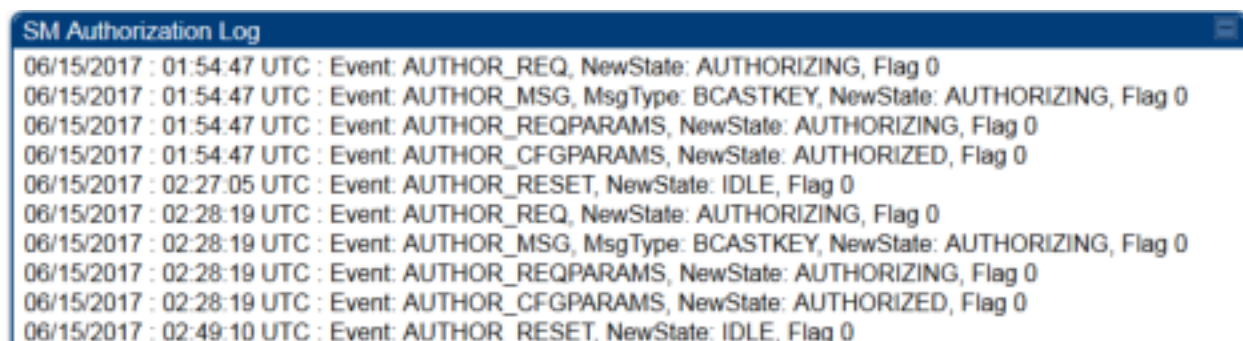 SM Authorization Log
06/15/2017 : 01:54:47 UTC : Event: AUTHOR_REQ, NewState: AUTHORIZING, Flag 0
06/15/2017 : 01:54:47 UTC : Event: AUTHOR_MSG, MsgType: BCASTKEY, NewState: AUTHORIZING, Flag 0
06/15/2017 : 01:54:47 UTC : Event: AUTHOR_REQPARAMS, NewState: AUTHORIZING, Flag 0
06/15/2017 : 01:54:47 UTC : Event: AUTHOR_CFGPARAMS, NewState: AUTHORIZED, Flag 0
06/15/2017 : 02:27:05 UTC : Event: AUTHOR_RESET, NewState: IDLE, Flag 0
06/15/2017 : 02:28:19 UTC : Event: AUTHOR_REQ, NewState: AUTHORIZING, Flag 0
06/15/2017 : 02:28:19 UTC : Event: AUTHOR_MSG, MsgType: BCASTKEY, NewState: AUTHORIZING, Flag 0
06/15/2017 : 02:28:19 UTC : Event: AUTHOR_REQPARAMS, NewState: AUTHORIZING, Flag 0
06/15/2017 : 02:28:19 UTC : Event: AUTHOR_CFGPARAMS, NewState: AUTHORIZED, Flag 0
06/15/2017 : 02:49:10 UTC : Event: AUTHOR_RESET, NewState: IDLE, Flag 0